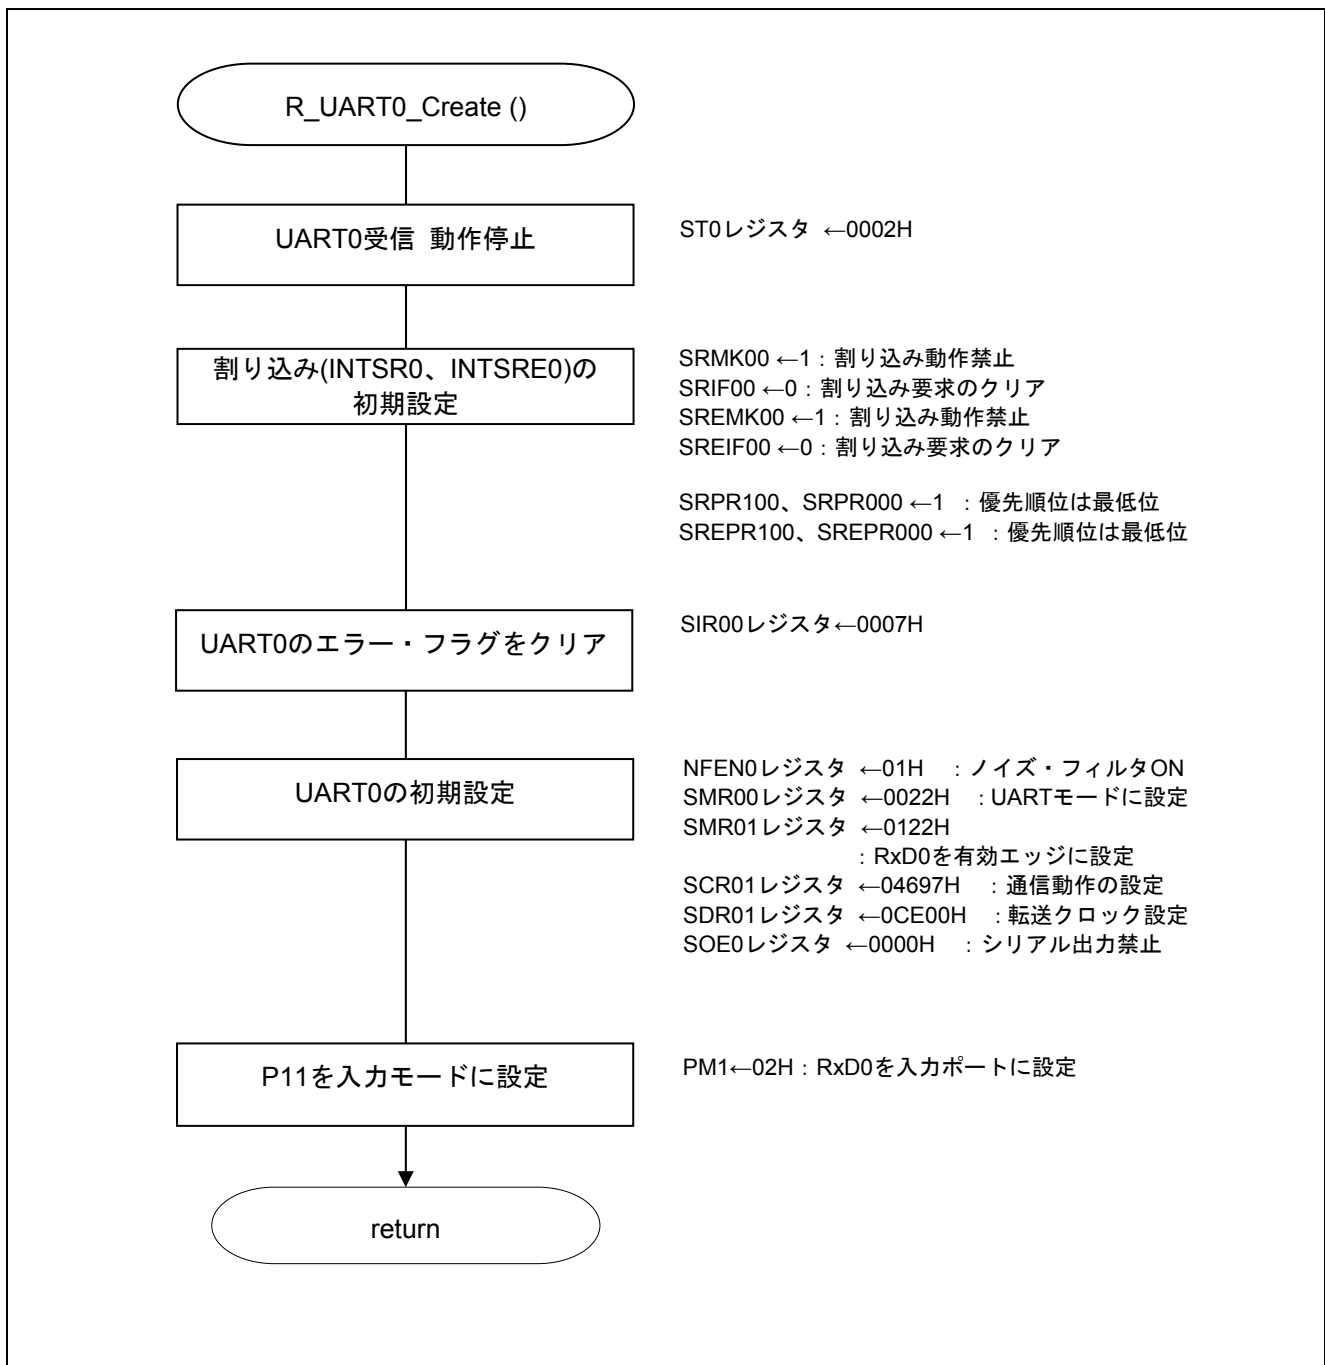 R_UART0_Create ()
UART0受信 動作停止
ST0レジスタ ←0002H
割り込み(INTSR0、INTSRE0)の
初期設定
SRMK00 ←1：割り込み動作禁止
SRIF00 ←0：割り込み要求のクリア
SREMK00 ←1：割り込み動作禁止
SREIF00 ←0：割り込み要求のクリア
SRPR100、SRPR000 ←1 ：優先順位は最低位
SREPR100、SREPR000 ←1 ：優先順位は最低位
UART0のエラー・フラグをクリア
SIR00レジスタ←0007H
UART0の初期設定
NFEN0レジスタ ←01H ：ノイズ・フィルタON
SMR00レジスタ ←0022H ：UARTモードに設定
SMR01レジスタ ←0122H
：RxD0を有効エッジに設定
SCR01レジスタ ←04697H ：通信動作の設定
SDR01レジスタ ←0CE00H ：転送クロック設定
SOE0レジスタ ←0000H ：シリアル出力禁止
P11を入力モードに設定
PM1←02H：RxD0を入力ポートに設定
return